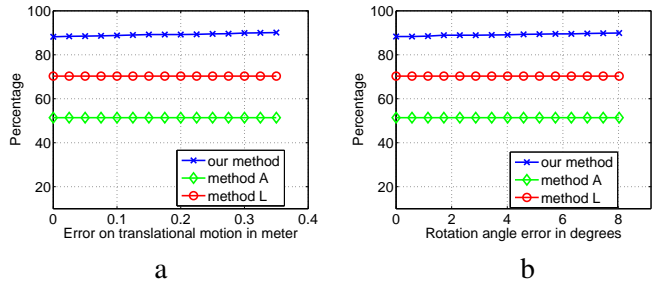 100
80
60
40
20
Percentage
our method
method A
method L
0 0.1 0.2 0.3 0.4
Error on translational motion in meter
a
100
80
60
40
20
Percentage
our method
method A
method L
0 2 4 6 8
Rotation angle error in degrees
b